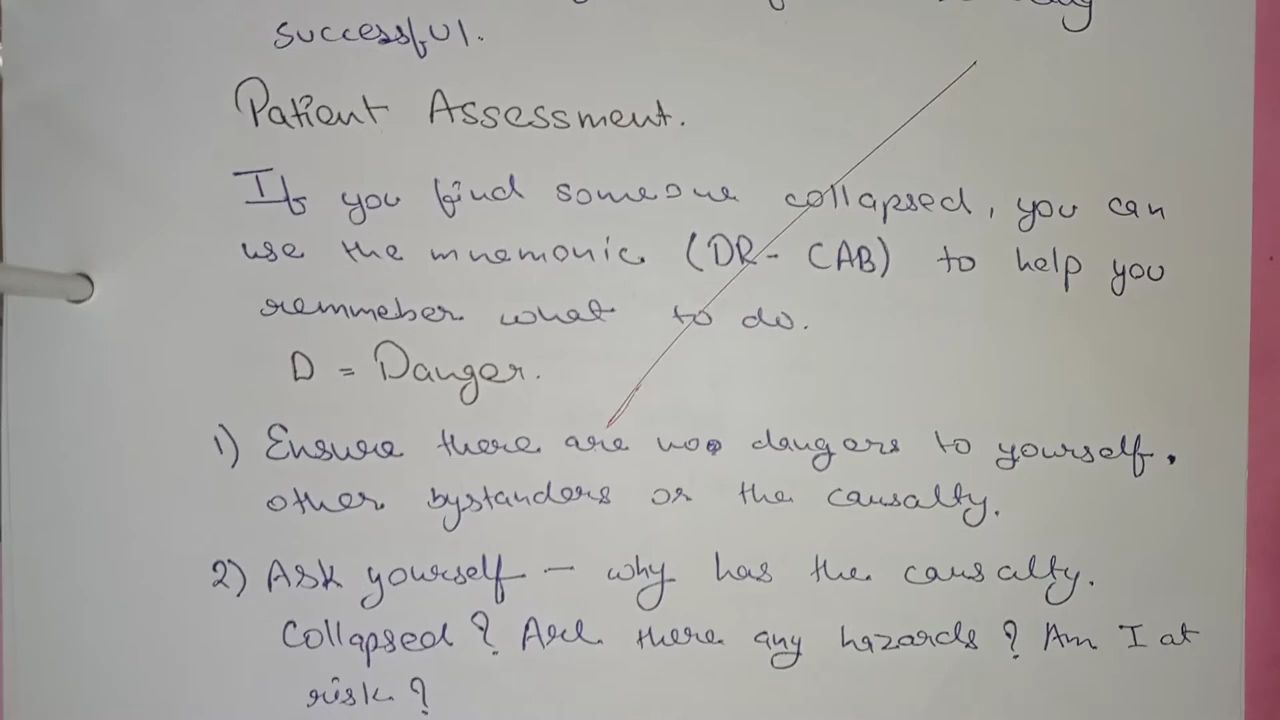 successful.
Patient Assessment.
If you find someone collapsed, you can
use the mnemonic (DR- CAB) to help you
remmeber what to do.
D = Danger.
1) Ensure there are no dangers to yourself.
other bystanders or the causalty.
2) Ask yourself - why has the causalty.
Collapsed? Are there any hazards? Am I at
risk?